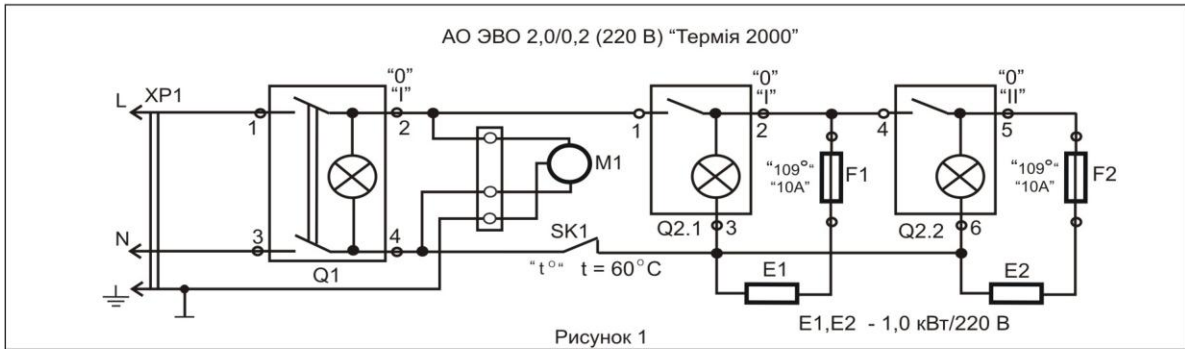 АО ЭВО 2,0/0,2 (220 В) “Термія 2000”
L
XP1
1
“0”
“I”
2
M1
1
“0”
“I”
2
4
“0”
“II”
5
“109°“
“10A”
F1
“109°“
“10A”
F2
N
3
4
Q1
SK1
“t°“ t = 60°C
Q2.1
3
Q2.2
6
E1
E2
E1,E2 - 1,0 кВт/220 В
Рисунок 1